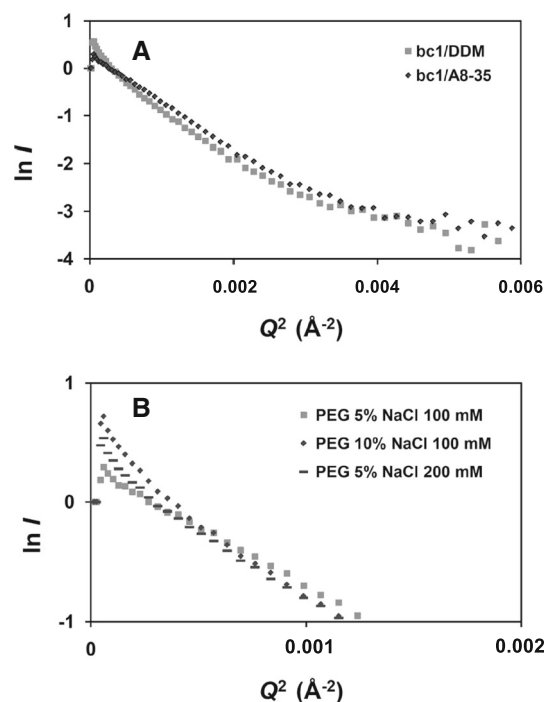 1
A
bc1/DDM
bc1/A8-35
0
-1
-2
-3
-4
ln I
0
0.002
0.004
0.006
Q² (Å⁻²)
1
B
PEG 5% NaCl 100 mM
PEG 10% NaCl 100 mM
PEG 5% NaCl 200 mM
0
ln I
-1
0
0.001
0.002
Q² (Å⁻²)